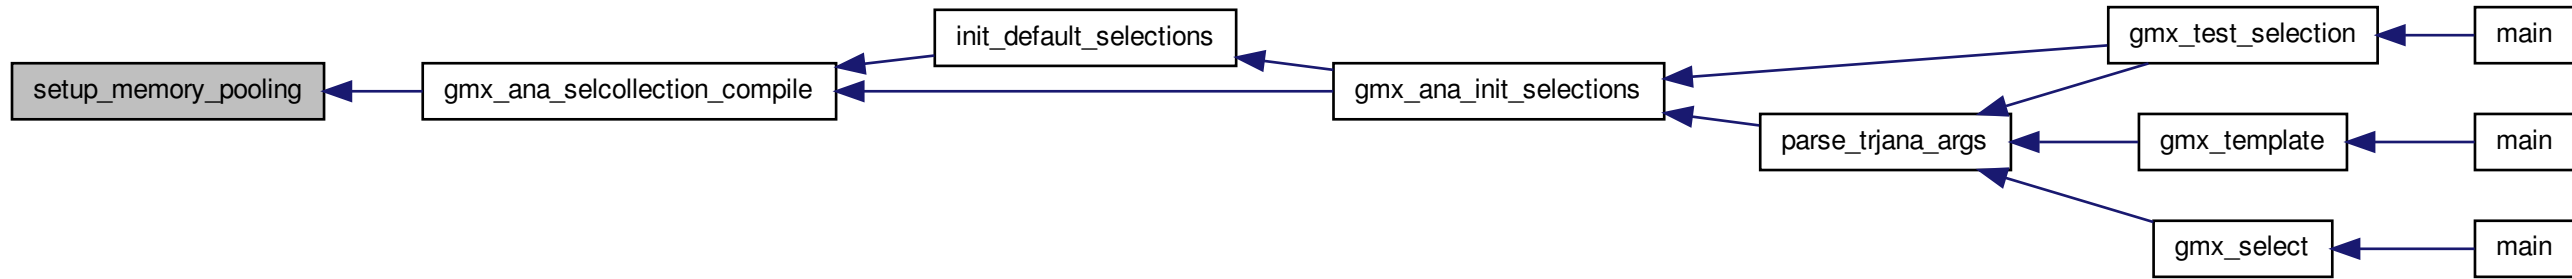 setup_memory_pooling
gmx_ana_selcollection_compile
init_default_selections
gmx_ana_init_selections
parse_trjana_args
gmx_test_selection
main
gmx_template
main
gmx_select
main